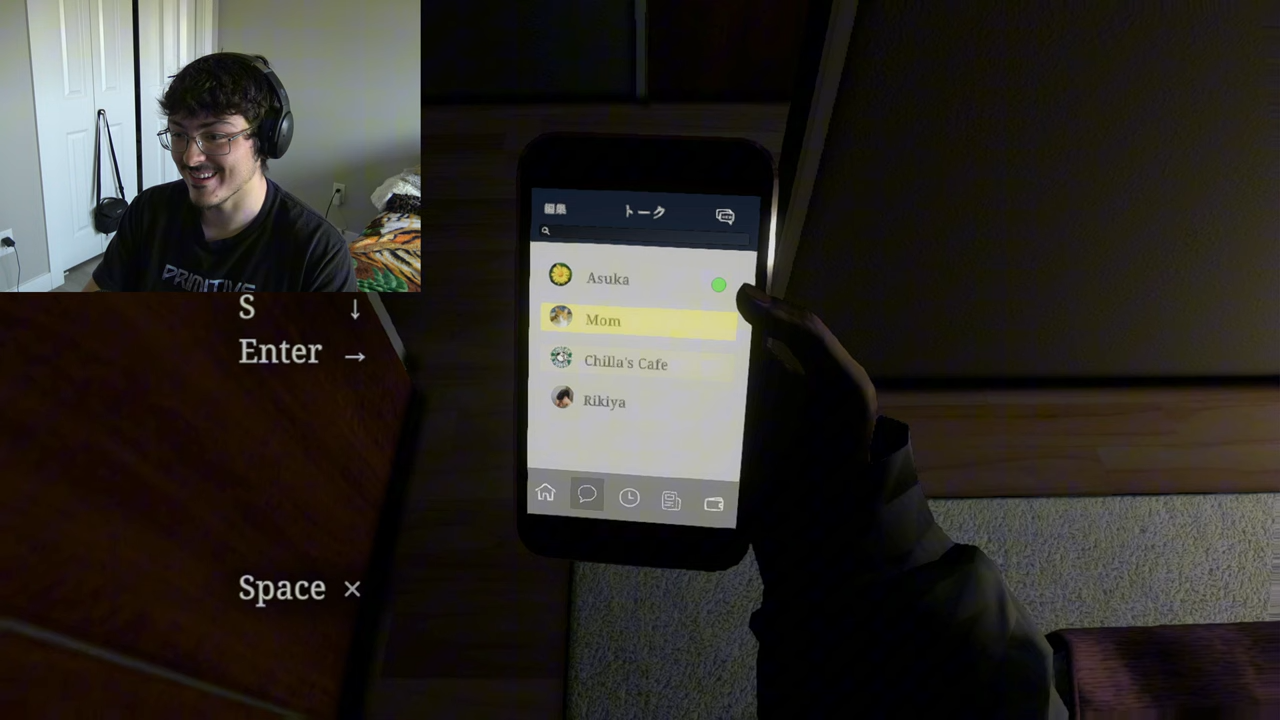 PRIMITIVE
S ↓
Enter →
Space ×
編集 トーク
Asuka
Mom
Chilla's Cafe
Rikiya